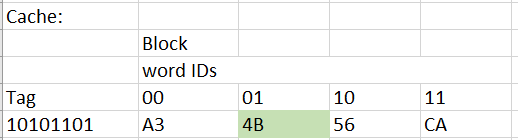 Cache:
Block
word IDs
Tag 00 01 10 11
10101101 A3 4B 56 CA